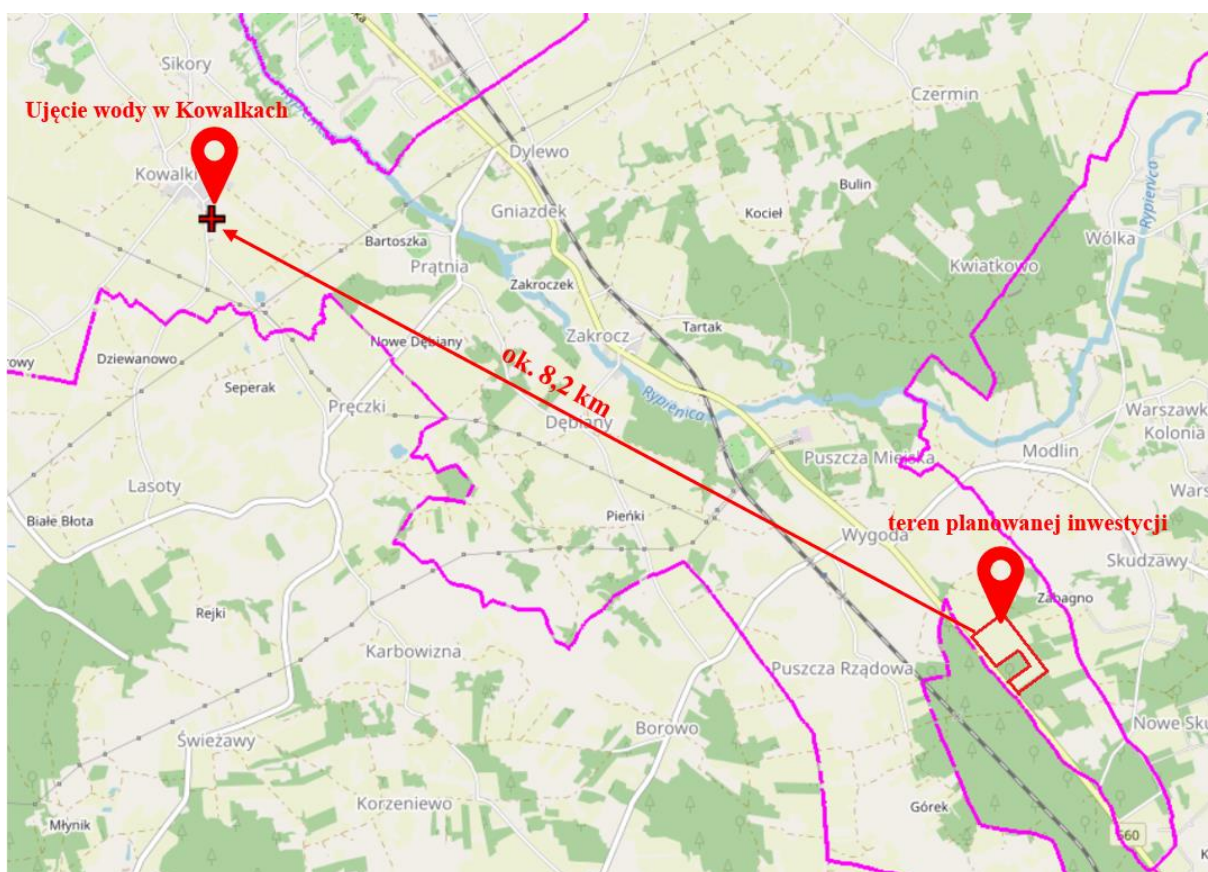 Sikory
Czermin
Ujęcie wody w Kowalkach
Rypienica
Dylewo
Kowalki
Bulin
Kocieł
Gniazdek
Rypienica
Bartoszka
Wólka
Prątnia
Kwiatkowo
Zakroczek
Tartak
Zakrocz
Nowe Dębiany
Dziewanowo
Seperak
ok. 8,2 km
Rypienica
Pręczki
Dębiany
Warszawk
Kolonia
Modlin
Puszcza Miejska
Lasoty
Pieńki
teren planowanej inwestycji
Białe Błota
Wygoda
Skudzawy
Zabagno
Rejki
Karbowizna
Puszcza Rządowa
Nowe Sku
Borowo
Świeżawy
Korzeniewo
Górek
Młynik
560